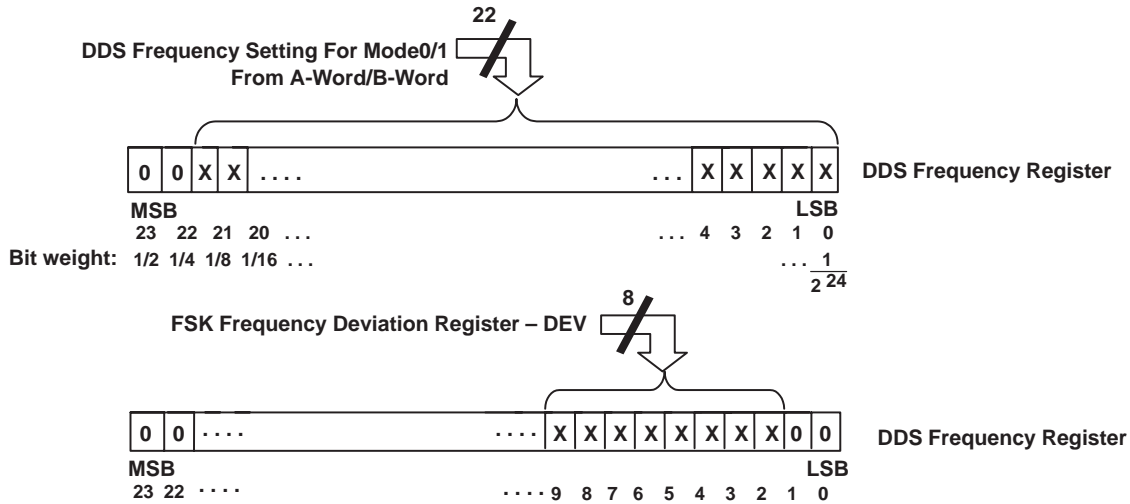 22
DDS Frequency Setting For Mode0/1
From A-Word/B-Word
0 0 X X .... ... X X X X X DDS Frequency Register
MSB LSB
23 22 21 20 ... ... 4 3 2 1 0
Bit weight: 1/2 1/4 1/8 1/16 ... ... 1
2 24
8
FSK Frequency Deviation Register – DEV
0 0 .... .... X X X X X X X X 0 0 DDS Frequency Register
MSB LSB
23 22 .... .... 9 8 7 6 5 4 3 2 1 0